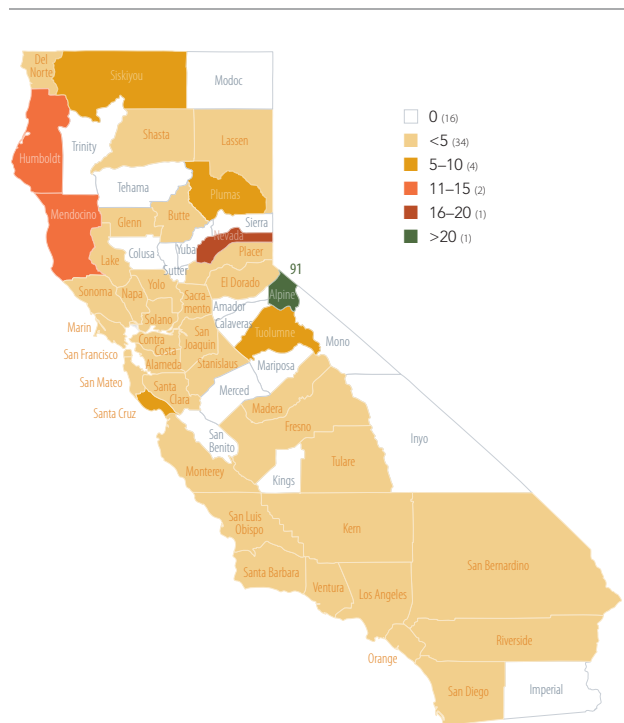 Del
Norte
Siskiyou
Modoc
0 (16)
<5 (34)
5–10 (4)
11–15 (2)
16–20 (1)
>20 (1)
Humboldt
Trinity
Shasta
Lassen
Tehama
Plumas
Mendocino
Glenn
Butte
Sierra
Nevada
Colusa
Yuba
Sutter
Placer
Lake
91
Sonoma
Napa
Yolo
Sacra-
mento
El Dorado
Alpine
Amador
Solano
Calaveras
Marin
Contra
Costa
San
Joaquin
Tuolumne
Mono
San Francisco
Alameda
Stanislaus
Mariposa
San Mateo
Santa
Clara
Merced
Madera
Santa Cruz
San
Benito
Fresno
Inyo
Monterey
Kings
Tulare
San Luis
Obispo
Kern
San Bernardino
Santa Barbara
Ventura
Los Angeles
Orange
Riverside
San Diego
Imperial